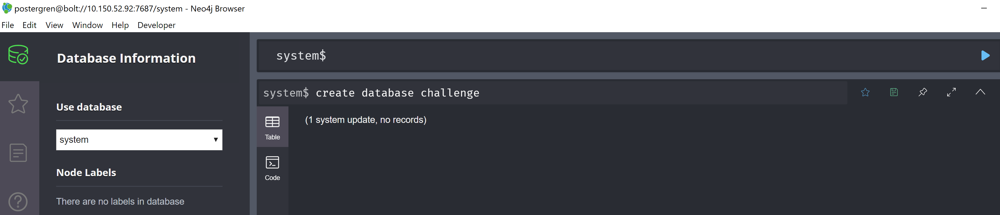 postergren@bolt://10.150.52.92:7687/system - Neo4j Browser
File Edit View Window Help Developer
Database Information
Use database
system
Node Labels
There are no labels in database
system$
system$ create database challenge
(1 system update, no records)
Table
Code